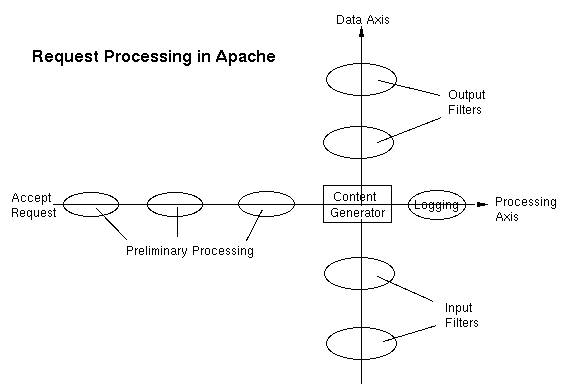 Data Axis
Request Processing in Apache
Output
Filters
Accept
Request
Content
Generator
Logging
Processing
Axis
Preliminary Processing
Input
Filters